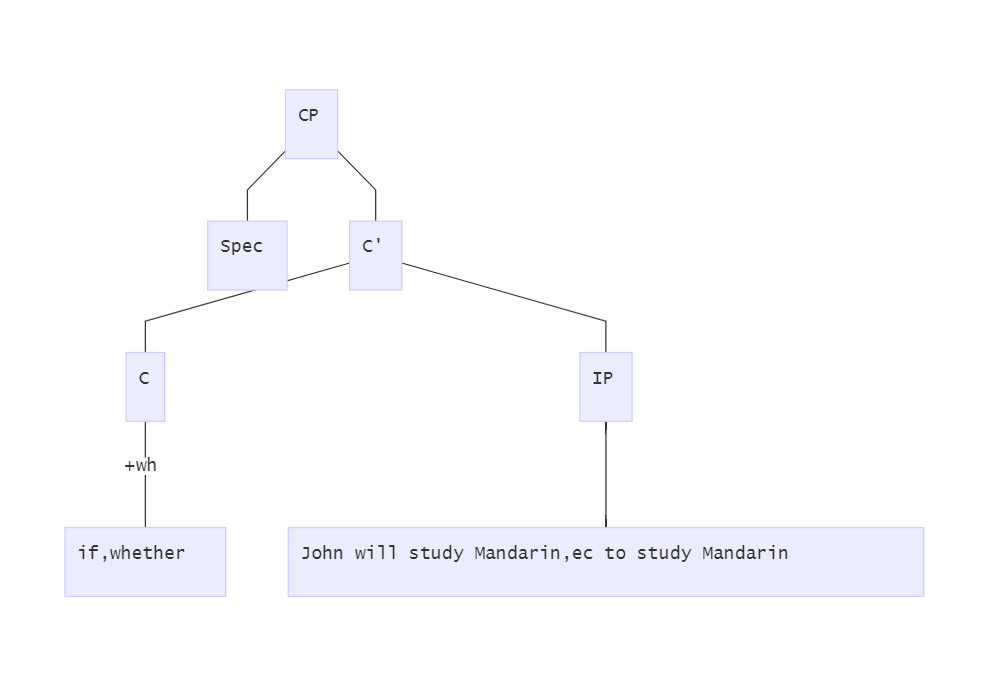 CP
Spec
C'
C
IP
+wh
if,whether
John will study Mandarin,ec to study Mandarin